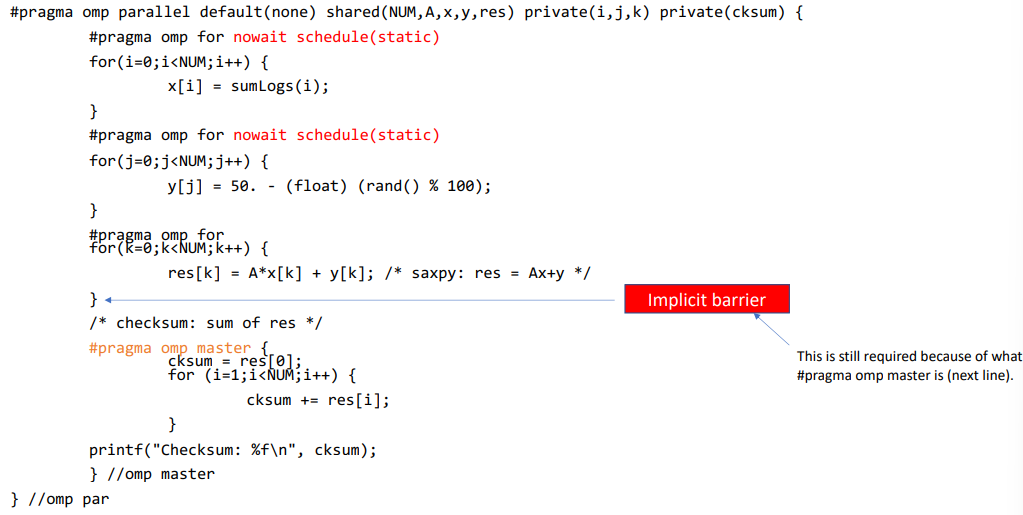 #pragma omp parallel default(none) shared(NUM,A,x,y,res) private(i,j,k) private(cksum) {
#pragma omp for nowait schedule(static)
for(i=0;i<NUM;i++) {
x[i] = sumLogs(i);
}
#pragma omp for nowait schedule(static)
for(j=0;j<NUM;j++) {
y[j] = 50. - (float) (rand() % 100);
}
#pragma omp for
for(k=0;k<NUM;k++) {
res[k] = A*x[k] + y[k]; /* saxpy: res = Ax+y */
}
Implicit barrier
/* checksum: sum of res */
#pragma omp master {
This is still required because of what
#pragma omp master is (next line).
cksum = res[0];
for (i=1;i<NUM;i++) {
cksum += res[i];
}
printf("Checksum: %f\n", cksum);
} //omp master
} //omp par